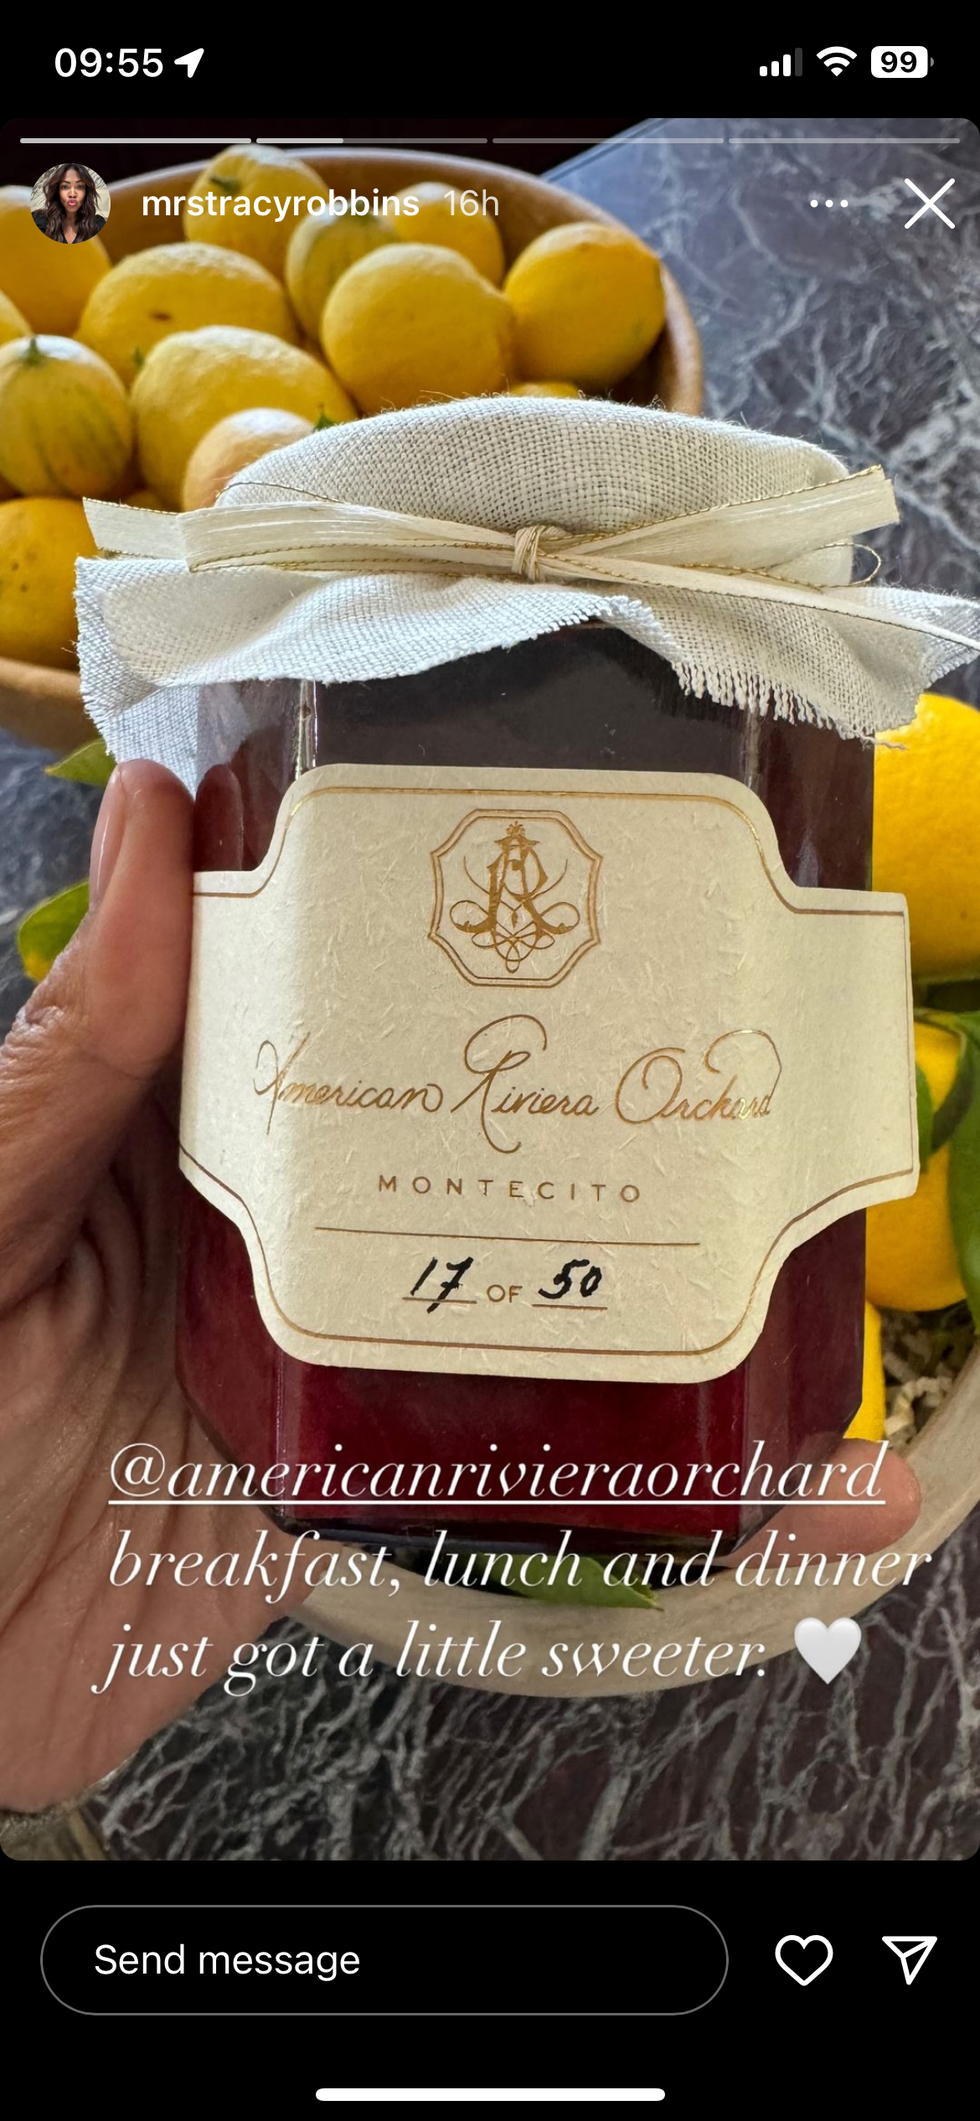 09:55
99
mrstracyrobbins 16h
American Riviera Orchard
MONTECITO
17 OF 50
@americanrivieraorchard
breakfast, lunch and dinner
just got a little sweeter. 🤍
Send message